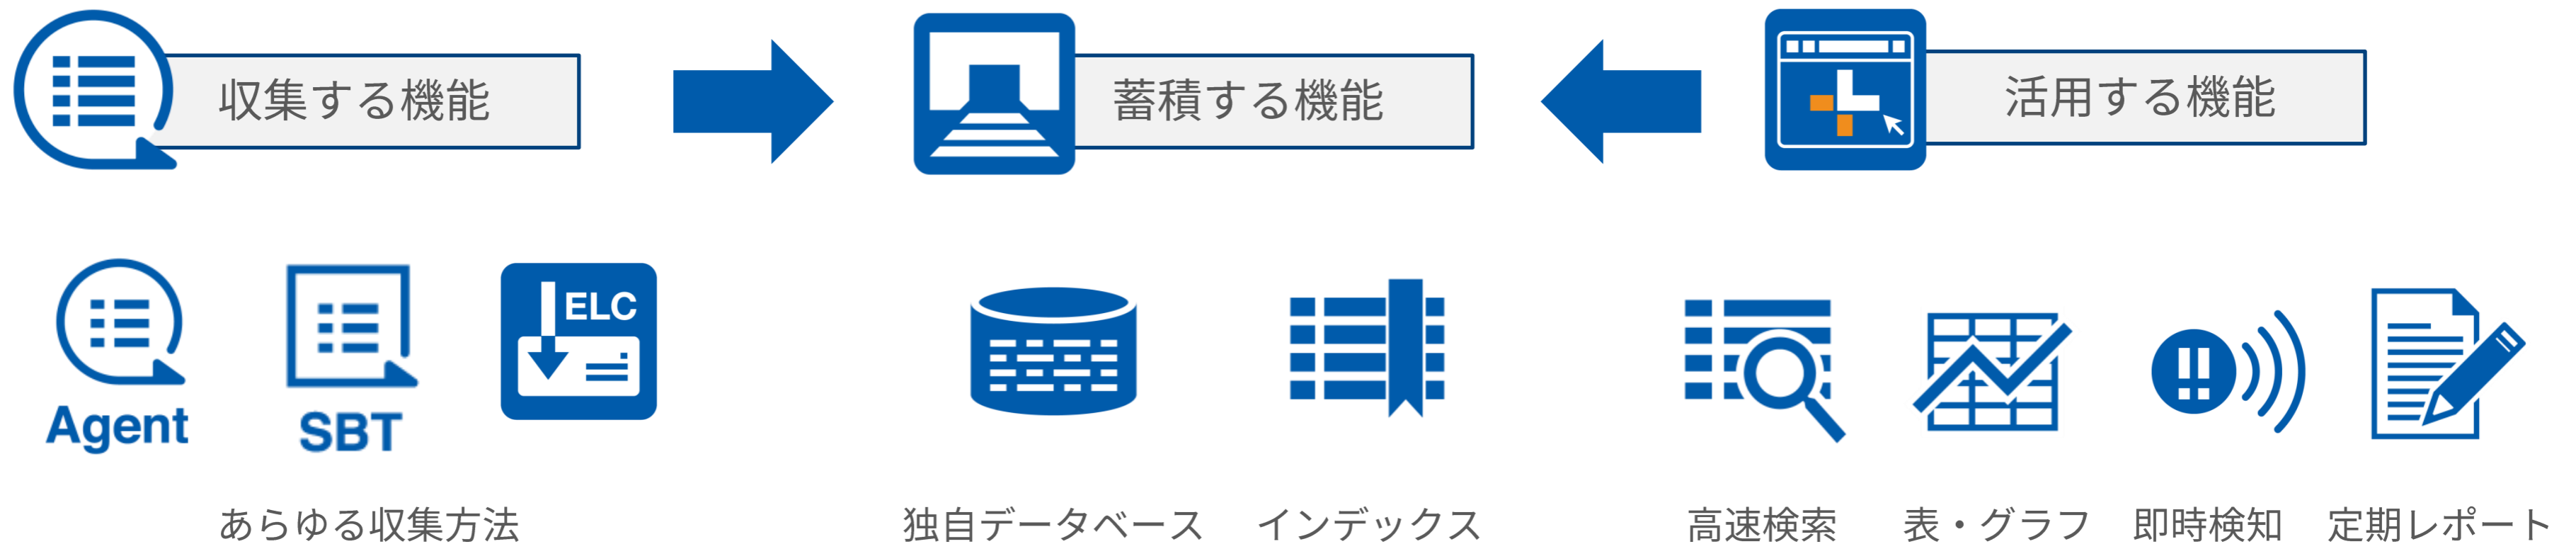 収集する機能
蓄積する機能
活用する機能
Agent
SBT
ELC
あらゆる収集方法
独自データベース
インデックス
高速検索
表・グラフ
即時検知
定期レポート